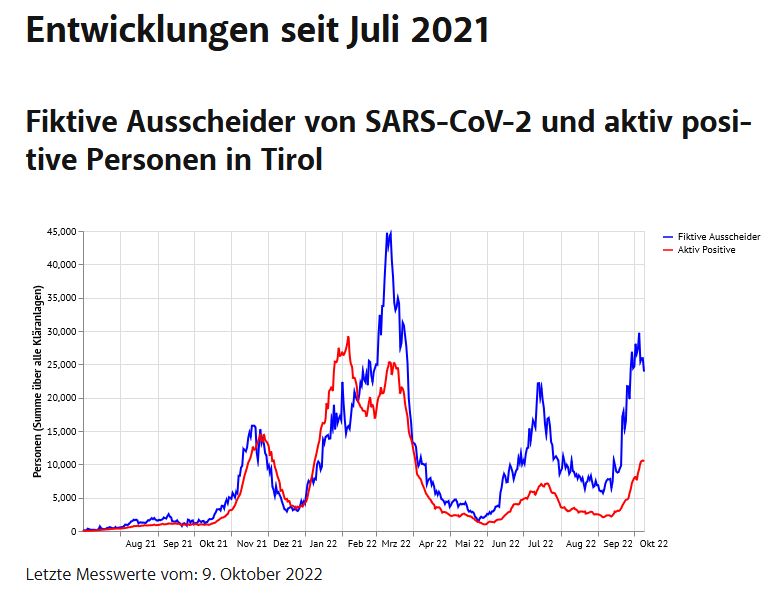 Entwicklungen seit Juli 2021
Fiktive Ausscheider von SARS-CoV-2 und aktiv posi-
tive Personen in Tirol
Personen (Summe über alle Kläranlagen)
45,000
40,000
35,000
30,000
25,000
20,000
15,000
10,000
5,000
0
Aug 21 Sep 21 Okt 21 Nov 21 Dez 21 Jan 22 Feb 22 Mrz 22 Apr 22 Mai 22 Jun 22 Jul 22 Aug 22 Sep 22 Okt 22
Fiktive Ausscheider
Aktiv Positive
Letzte Messwerte vom: 9. Oktober 2022